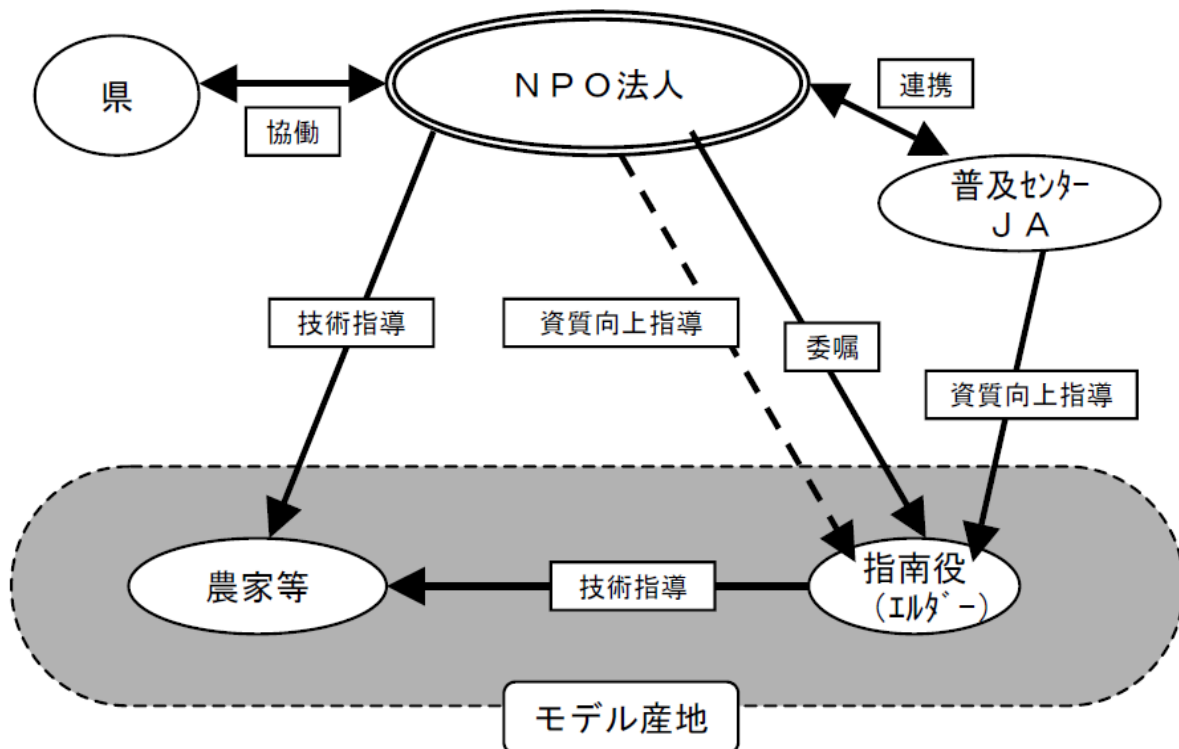 県
協働
ＮＰＯ法人
連携
普及ｾﾝﾀｰ
ＪＡ
技術指導
資質向上指導
委嘱
資質向上指導
農家等
技術指導
指南役
（ｴﾙﾀﾞｰ）
モデル産地